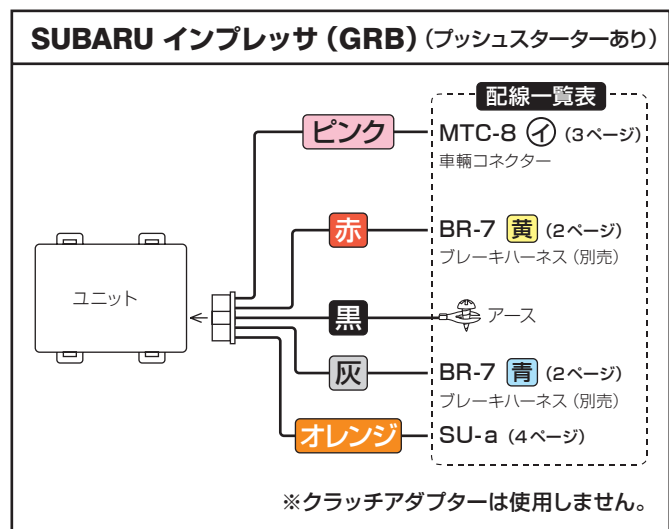 SUBARU インプレッサ（GRB）（プッシュスターターあり）
配線一覧表
ピンク
MTC-8 イ （3ページ）
車輛コネクター
赤
BR-7 黄 （2ページ）
ブレーキハーネス（別売）
ユニット
黒
アース
灰
BR-7 青 （2ページ）
ブレーキハーネス（別売）
オレンジ
SU-a （4ページ）
※クラッチアダプターは使用しません。